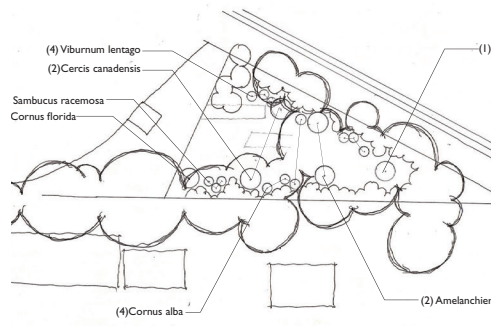 (4) Viburnum lentago
(1)
(2)Cercis canadensis
Sambucus racemosa
Cornus florida
(2) Amelanchier
(4)Cornus alba